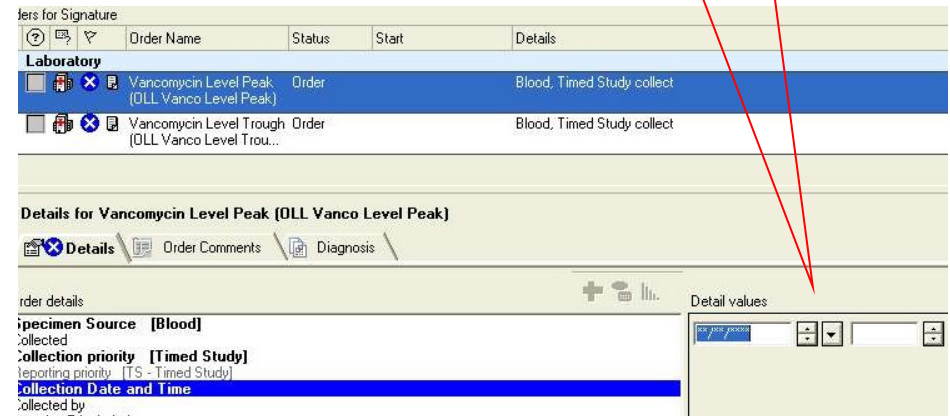 ders for Signature
Order Name Status Start Details
Laboratory
Vancomycin Level Peak Order Blood, Timed Study collect
(OLL Vanco Level Peak)
Vancomycin Level Trough Order Blood, Timed Study collect
(OLL Vanco Level Trou...
Details for Vancomycin Level Peak (OLL Vanco Level Peak)
Details Order Comments Diagnosis
rder details Detail values
Specimen Source [Blood]
Collected
Collection priority [Timed Study]
Reporting priority [TS - Timed Study]
Collection Date and Time
Collected by
**/**/****